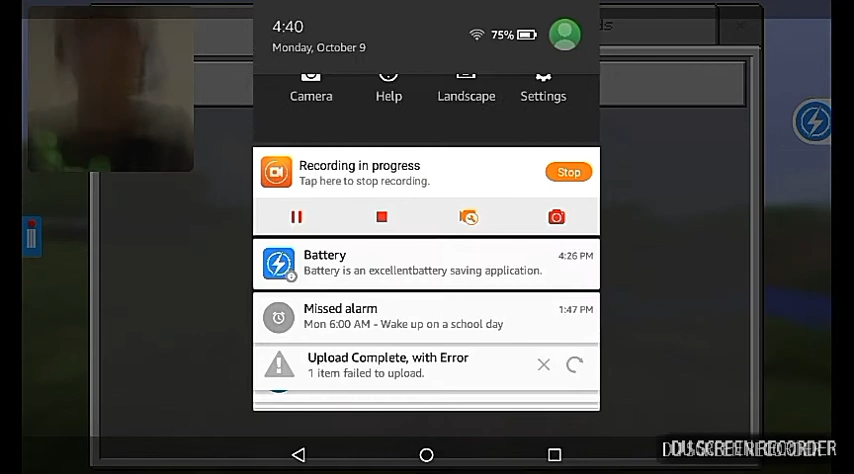 4:40
Monday, October 9
75%
Camera
Help
Landscape
Settings
Recording in progress
Tap here to stop recording.
Stop
Battery
4:26 PM
Battery is an excellentbattery saving application.
Missed alarm
1:47 PM
Mon 6:00 AM - Wake up on a school day
Upload Complete, with Error
1 item failed to upload.
DU SCREEN RECORDER